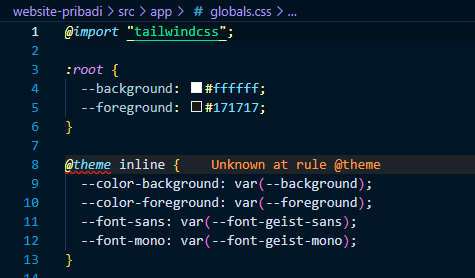 website-pribadi > src > app > # globals.css > ...
1 @import "tailwindcss";
2
3 :root {
4 --background: #ffffff;
5 --foreground: #171717;
6 }
7
8 @theme inline { Unknown at rule @theme
9 --color-background: var(--background);
10 --color-foreground: var(--foreground);
11 --font-sans: var(--font-geist-sans);
12 --font-mono: var(--font-geist-mono);
13 }